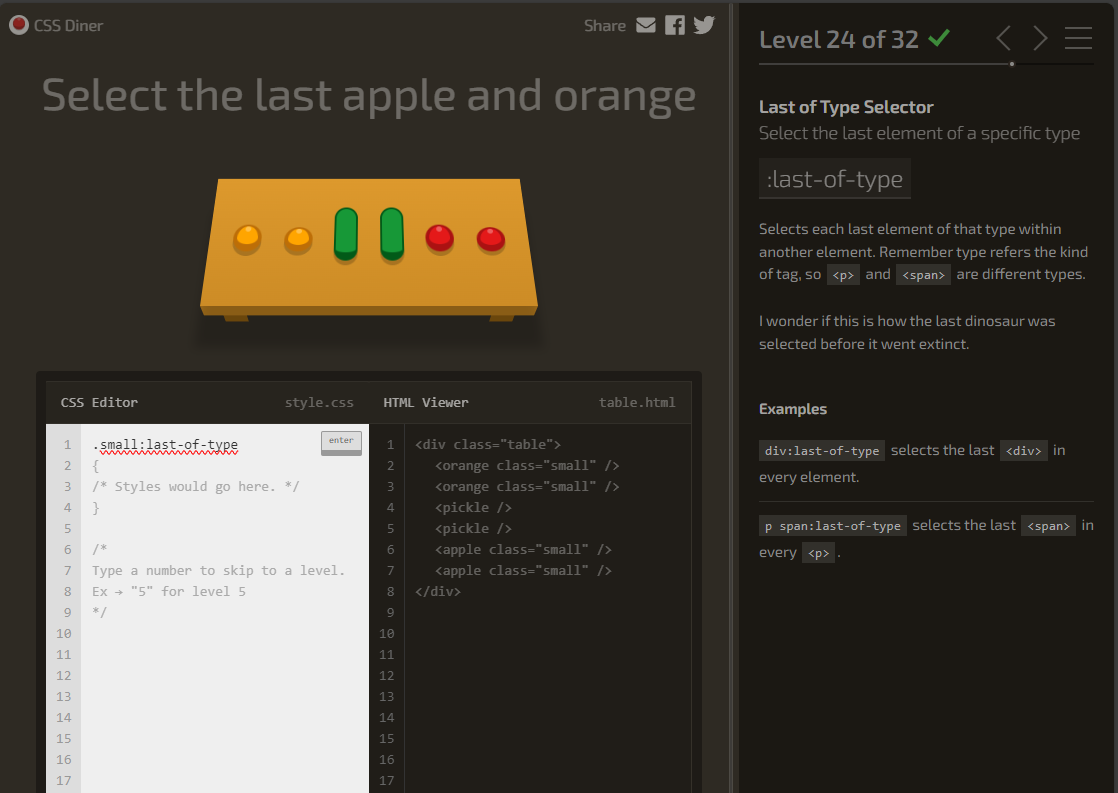 CSS Diner
Share
Select the last apple and orange
CSS Editor
style.css
HTML Viewer
table.html
1 .small:last-of-type
enter
2 {
3 /* Styles would go here. */
4 }
5
6 /*
7 Type a number to skip to a level.
8 Ex → "5" for level 5
9 */
10
11
12
13
14
15
16
17
1 <div class="table">
2 <orange class="small" />
3 <orange class="small" />
4 <pickle />
5 <pickle />
6 <apple class="small" />
7 <apple class="small" />
8 </div>
9
10
11
12
13
14
15
16
17
Level 24 of 32
Last of Type Selector
Select the last element of a specific type
:last-of-type
Selects each last element of that type within
another element. Remember type refers the kind
of tag, so <p> and <span> are different types.
I wonder if this is how the last dinosaur was
selected before it went extinct.
Examples
div:last-of-type selects the last <div> in
every element.
p span:last-of-type selects the last <span> in
every <p>.